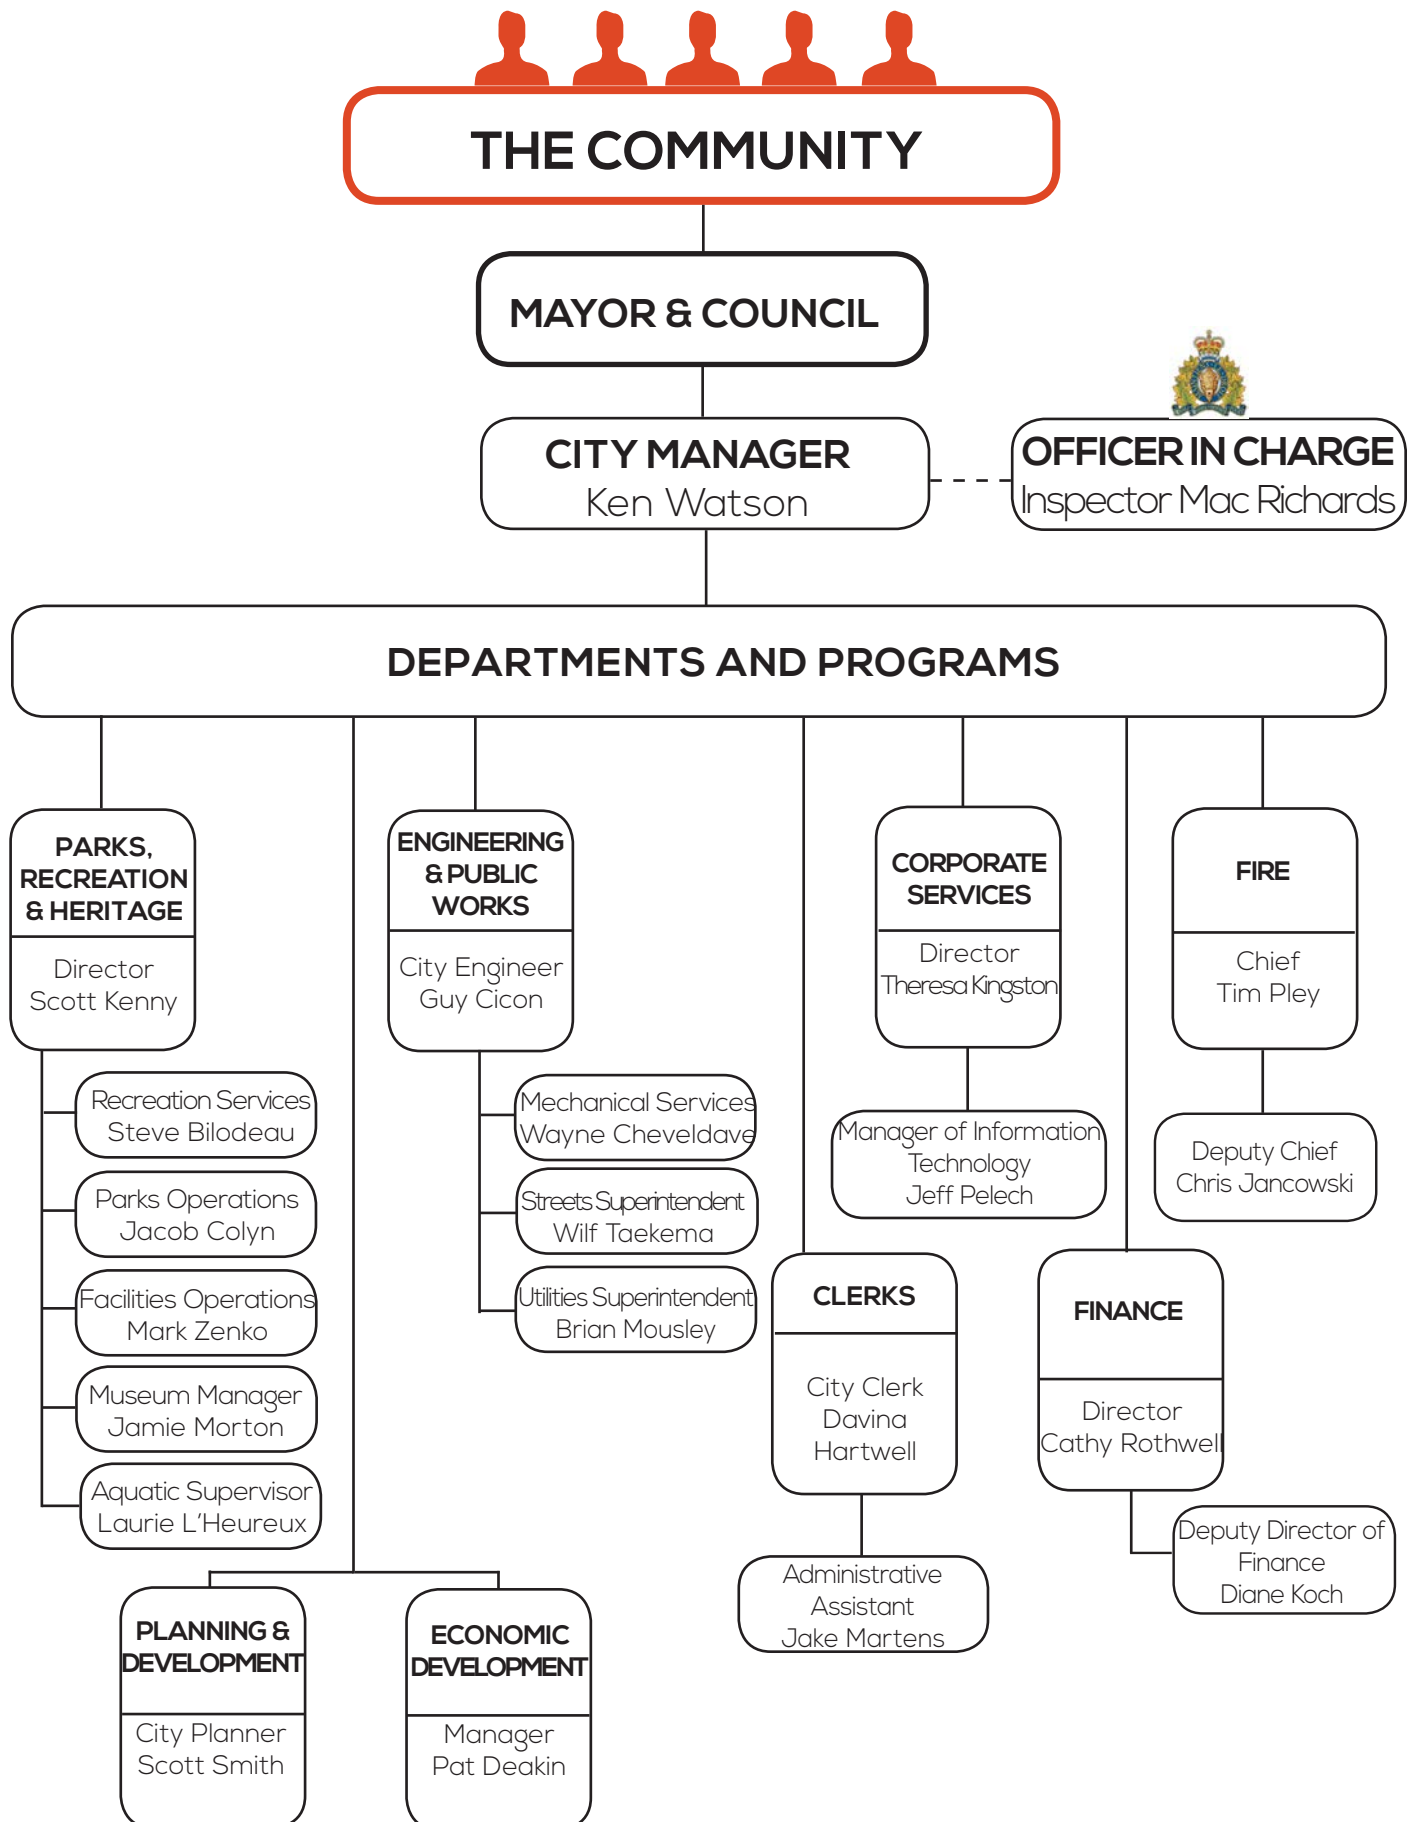 THE COMMUNITY
MAYOR & COUNCIL
CITY MANAGER
Ken Watson
OFFICER IN CHARGE
Inspector Mac Richards
DEPARTMENTS AND PROGRAMS
PARKS,
RECREATION
& HERITAGE
Director
Scott Kenny
Recreation Services
Steve Bilodeau
Parks Operations
Jacob Colyn
Facilities Operations
Mark Zenko
Museum Manager
Jamie Morton
Aquatic Supervisor
Laurie L'Heureux
PLANNING &
DEVELOPMENT
City Planner
Scott Smith
ECONOMIC
DEVELOPMENT
Manager
Pat Deakin
ENGINEERING
& PUBLIC
WORKS
City Engineer
Guy Cicon
Mechanical Services
Wayne Cheveldave
Streets Superintendent
Wilf Taekema
Utilities Superintendent
Brian Mousley
CLERKS
City Clerk
Davina
Hartwell
Administrative
Assistant
Jake Martens
CORPORATE
SERVICES
Director
Theresa Kingston
Manager of Information
Technology
Jeff Pelech
FINANCE
Director
Cathy Rothwell
Deputy Director of
Finance
Diane Koch
FIRE
Chief
Tim Pley
Deputy Chief
Chris Jancowski